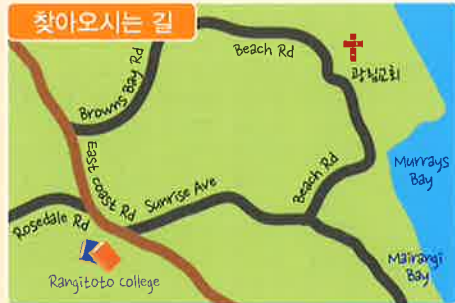 찾아오시는 길
Beach Rd
광림교회
Browns Bay Rd
East coast Rd
Sunrise Ave
Beach Rd
Murrays
Bay
Rosedale Rd
Mairangi
Bay
Rangitoto college